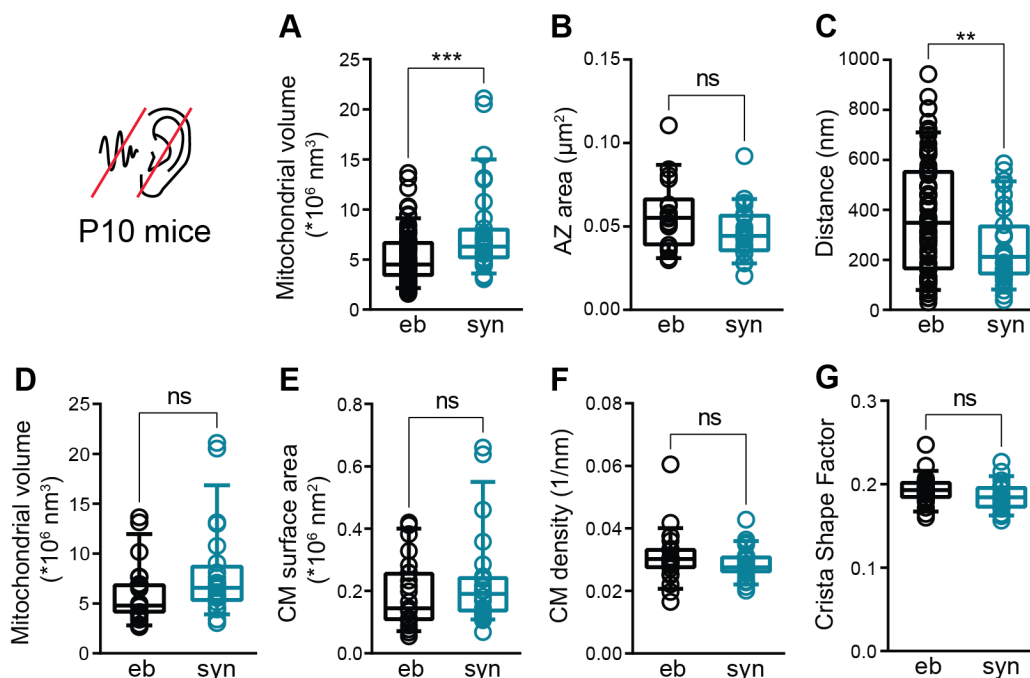 P10 mice
A
Mitochondrial volume
(*10⁶ nm³)
25
20
15
10
5
0
***
eb
syn
B
AZ area (µm²)
0.15
0.10
0.05
0.00
ns
eb
syn
C
Distance (nm)
1000
800
600
400
200
0
**
eb
syn
D
Mitochondrial volume
(*10⁶ nm³)
25
20
15
10
5
0
ns
eb
syn
E
CM surface area
(*10⁶ nm²)
0.8
0.6
0.4
0.2
0.0
ns
eb
syn
F
CM density (1/nm)
0.08
0.06
0.04
0.02
0.00
ns
eb
syn
G
Crista Shape Factor
0.3
0.2
0.1
0.0
ns
eb
syn